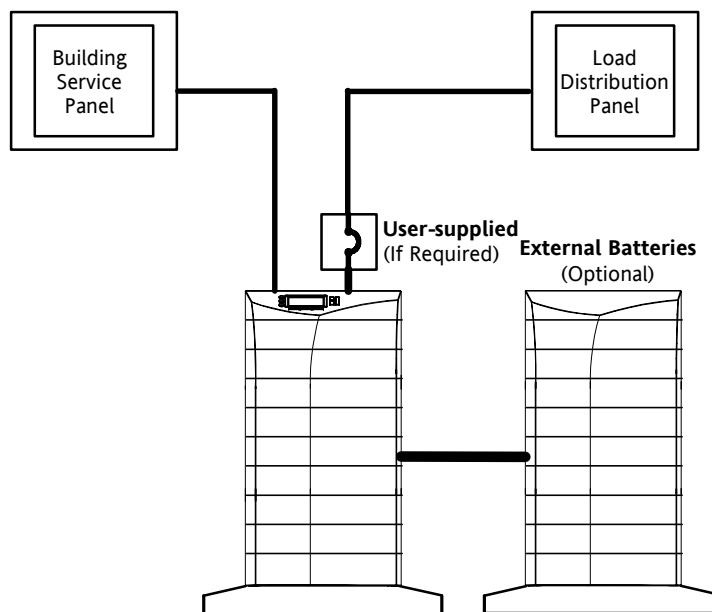 Building
Service
Panel
Load
Distribution
Panel
User-supplied
(If Required)
External Batteries
(Optional)